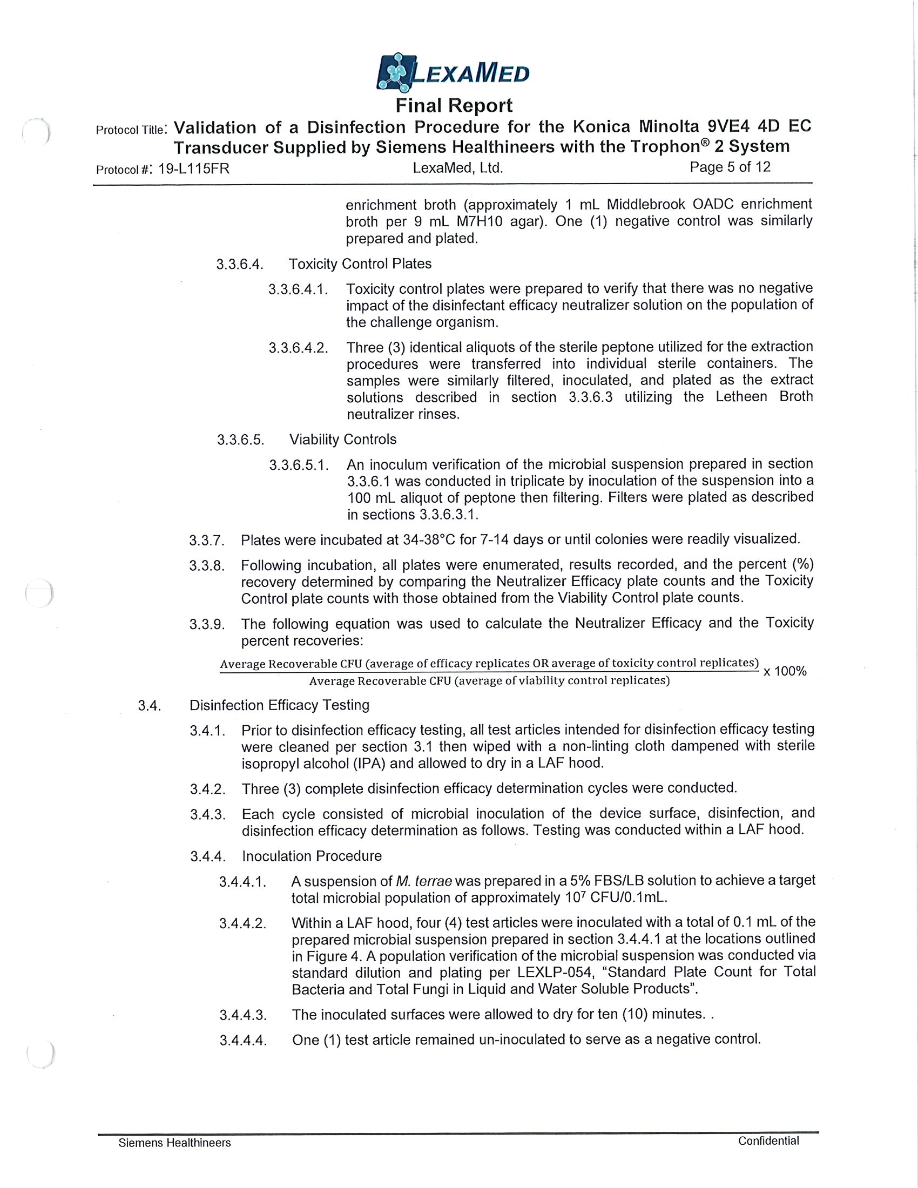 LEXAMED
Final Report
Protocol Title: Validation of a Disinfection Procedure for the Konica Minolta 9VE4 4D EC
Transducer Supplied by Siemens Healthineers with the Trophon® 2 System
Protocol #: 19-L115FR LexaMed, Ltd. Page 5 of 12
enrichment broth (approximately 1 mL Middlebrook OADC enrichment
broth per 9 mL M7H10 agar). One (1) negative control was similarly
prepared and plated.
3.3.6.4. Toxicity Control Plates
3.3.6.4.1. Toxicity control plates were prepared to verify that there was no negative
impact of the disinfectant efficacy neutralizer solution on the population of
the challenge organism.
3.3.6.4.2. Three (3) identical aliquots of the sterile peptone utilized for the extraction
procedures were transferred into individual sterile containers. The
samples were similarly filtered, inoculated, and plated as the extract
solutions described in section 3.3.6.3 utilizing the Letheen Broth
neutralizer rinses.
3.3.6.5. Viability Controls
3.3.6.5.1. An inoculum verification of the microbial suspension prepared in section
3.3.6.1 was conducted in triplicate by inoculation of the suspension into a
100 mL aliquot of peptone then filtering. Filters were plated as described
in sections 3.3.6.3.1.
3.3.7. Plates were incubated at 34-38°C for 7-14 days or until colonies were readily visualized.
3.3.8. Following incubation, all plates were enumerated, results recorded, and the percent (%)
recovery determined by comparing the Neutralizer Efficacy plate counts and the Toxicity
Control plate counts with those obtained from the Viability Control plate counts.
3.3.9. The following equation was used to calculate the Neutralizer Efficacy and the Toxicity
percent recoveries:
Average Recoverable CFU (average of efficacy replicates OR average of toxicity control replicates) x 100%
Average Recoverable CFU (average of viability control replicates)
3.4. Disinfection Efficacy Testing
3.4.1. Prior to disinfection efficacy testing, all test articles intended for disinfection efficacy testing
were cleaned per section 3.1 then wiped with a non-linting cloth dampened with sterile
isopropyl alcohol (IPA) and allowed to dry in a LAF hood.
3.4.2. Three (3) complete disinfection efficacy determination cycles were conducted.
3.4.3. Each cycle consisted of microbial inoculation of the device surface, disinfection, and
disinfection efficacy determination as follows. Testing was conducted within a LAF hood.
3.4.4. Inoculation Procedure
3.4.4.1. A suspension of M. terrae was prepared in a 5% FBS/LB solution to achieve a target
total microbial population of approximately 10⁷ CFU/0.1mL.
3.4.4.2. Within a LAF hood, four (4) test articles were inoculated with a total of 0.1 mL of the
prepared microbial suspension prepared in section 3.4.4.1 at the locations outlined
in Figure 4. A population verification of the microbial suspension was conducted via
standard dilution and plating per LEXLP-054, "Standard Plate Count for Total
Bacteria and Total Fungi in Liquid and Water Soluble Products".
3.4.4.3. The inoculated surfaces were allowed to dry for ten (10) minutes. .
3.4.4.4. One (1) test article remained un-inoculated to serve as a negative control.
Siemens Healthineers Confidential